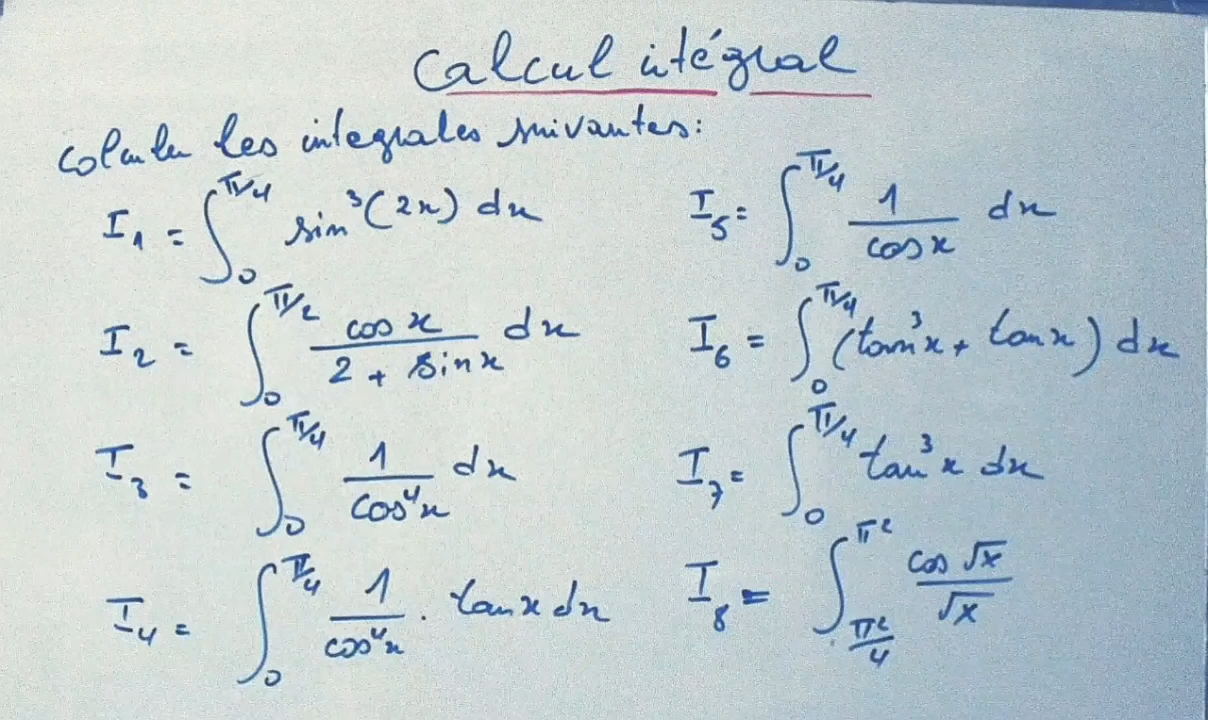 Calcul intégral
Calculer les integrales suivantes:
I₁ = ∫₀^{π/4} sin³(2x) dx
I₂ = ∫₀^{π/2} cos x / (2 + sin x) dx
I₃ = ∫₀^{π/4} 1 / cos⁴x dx
I₄ = ∫₀^{π/4} 1 / cos⁴x . tan x dx
I₅ = ∫₀^{π/4} 1 / cos x dx
I₆ = ∫₀^{π/4} (tan³x + tan x) dx
I₇ = ∫₀^{π/4} tan³x dx
I₈ = ∫_{π²/4}^{π²} cos √x / √x